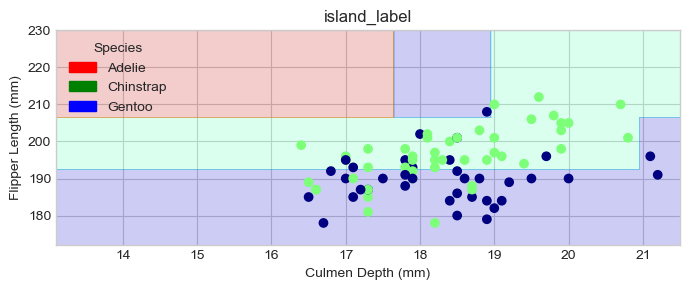 island_label
Flipper Length (mm)
230
220
210
200
190
180
Species
Adelie
Chinstrap
Gentoo
14 15 16 17 18 19 20 21
Culmen Depth (mm)